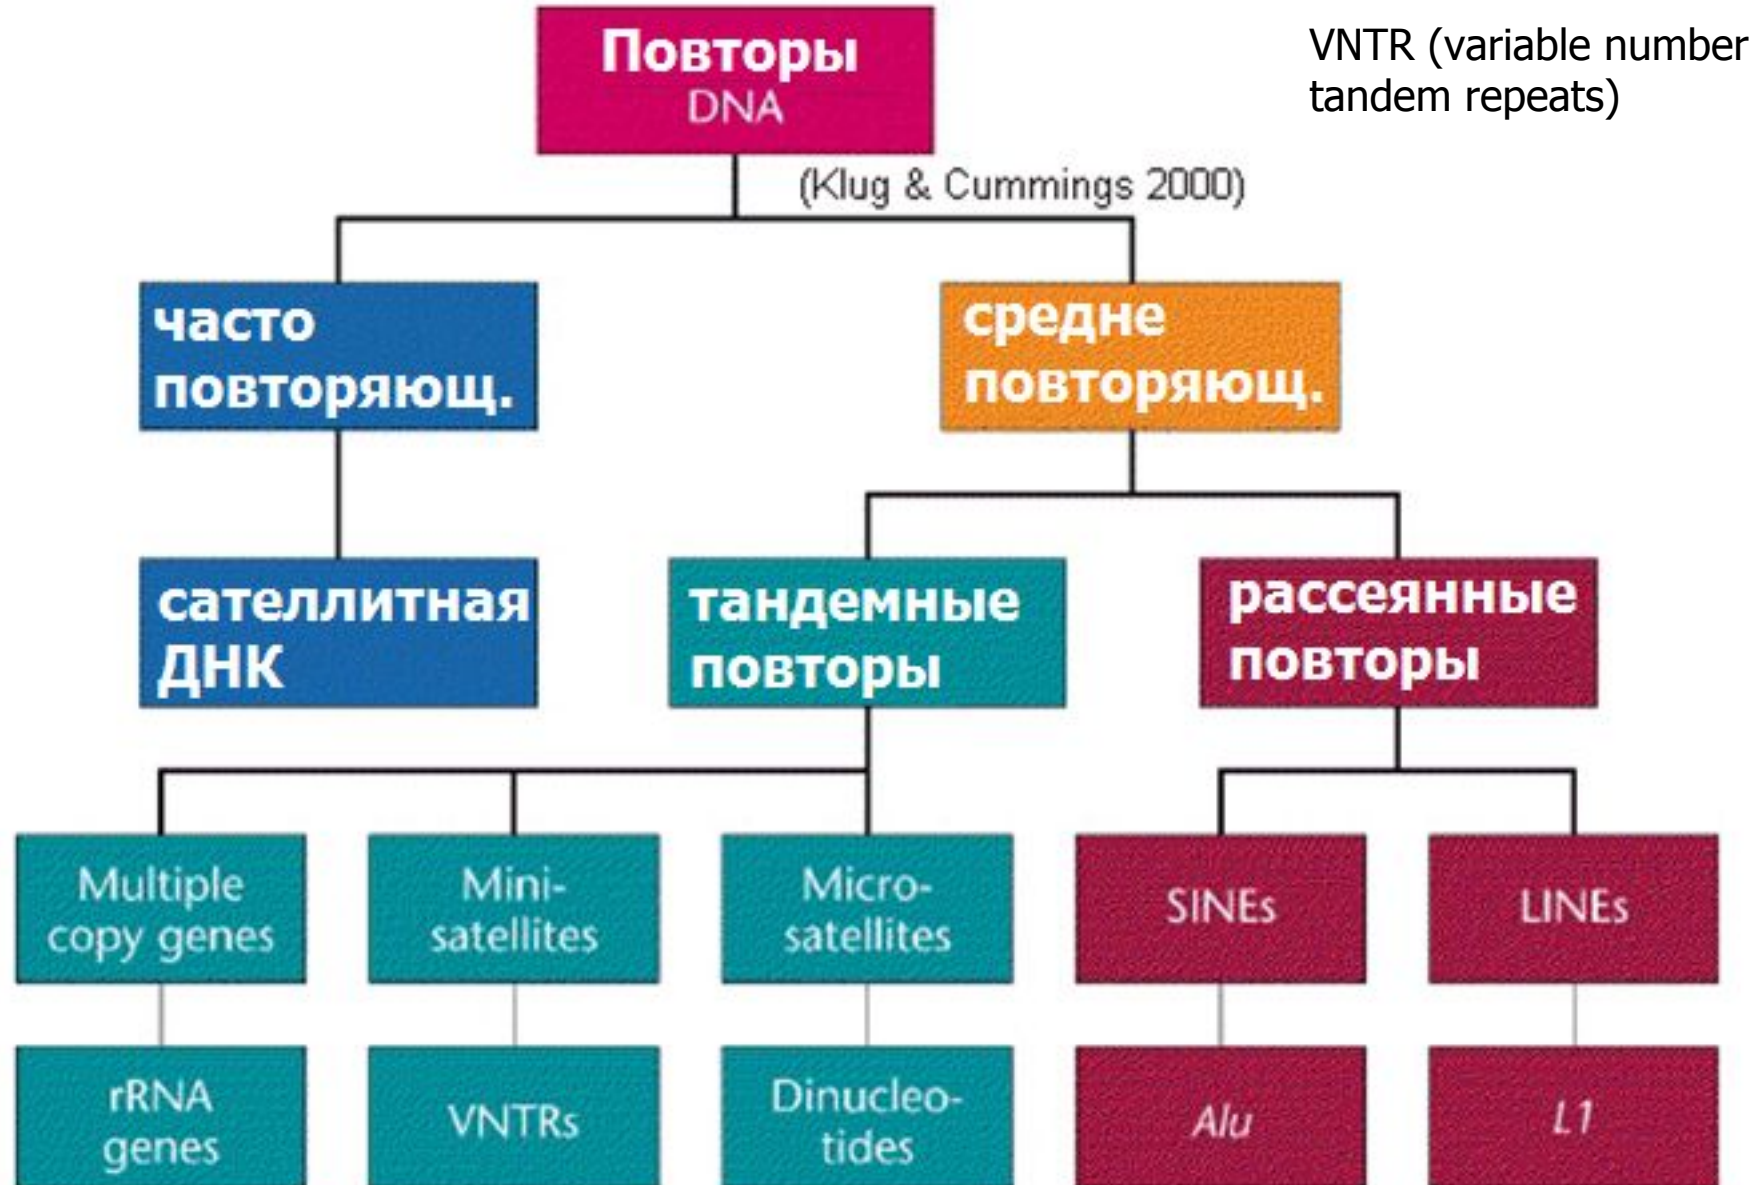 Повторы
DNA
VNTR (variable number
tandem repeats)
(Klug & Cummings 2000)
часто
повторяющ.
средне
повторяющ.
сателлитная
ДНК
тандемные
повторы
рассеянные
повторы
Multiple
copy genes
Mini-
satellites
Micro-
satellites
SINEs
LINEs
rRNA
genes
VNTRs
Dinucleo-
tides
Alu
L1